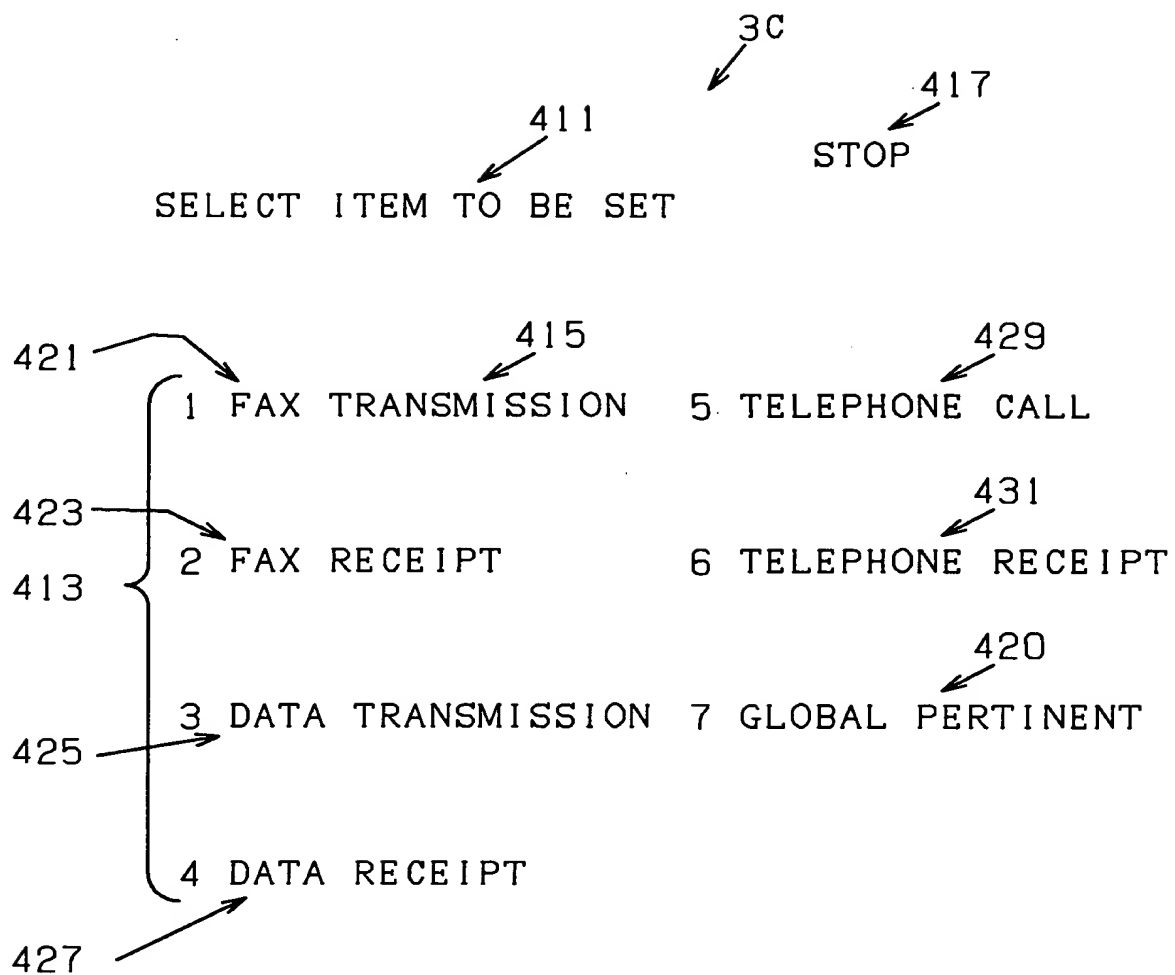 3C
417
411
STOP
SELECT ITEM TO BE SET
421
415
429
1 FAX TRANSMISSION 5 TELEPHONE CALL
423
431
2 FAX RECEIPT 6 TELEPHONE RECEIPT
413
420
3 DATA TRANSMISSION 7 GLOBAL PERTINENT
425
4 DATA RECEIPT
427